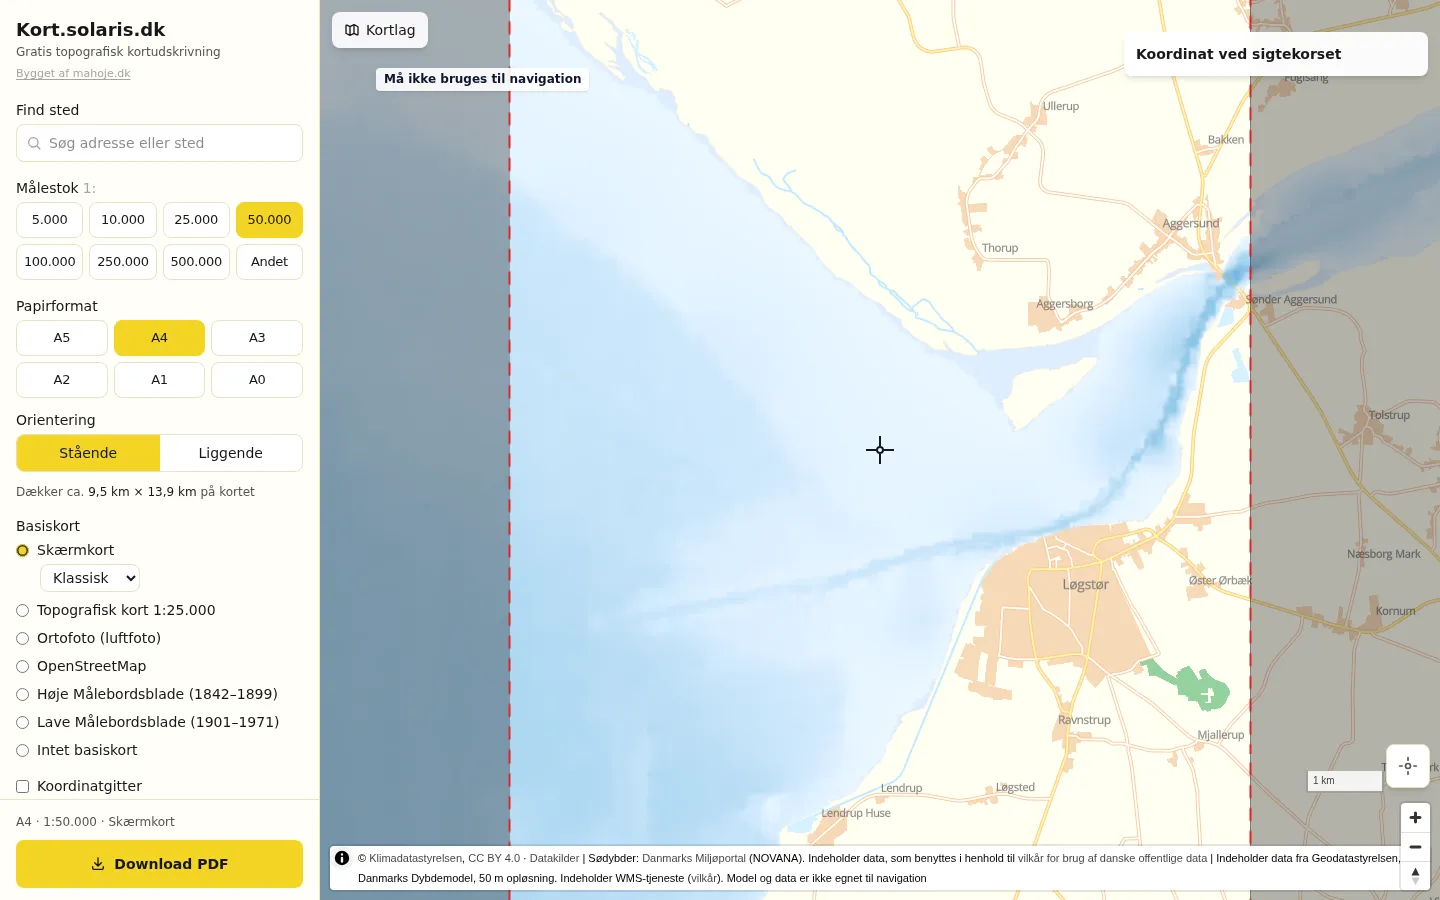 Kort.solaris.dk
Gratis topografisk kortudskrivning
Bygget af mahoje.dk
Find sted
Søg adresse eller sted
Målestok 1:
5.000 10.000 25.000 50.000
100.000 250.000 500.000 Andet
Papirformat
A5 A4 A3
A2 A1 A0
Orientering
Stående Liggende
Dækker ca. 9,5 km × 13,9 km på kortet
Basiskort
Skærmkort
Klassisk
Topografisk kort 1:25.000
Ortofoto (luftfoto)
OpenStreetMap
Høje Målebordsblade (1842–1899)
Lave Målebordsblade (1901–1971)
Intet basiskort
Koordinatgitter
A4 · 1:50.000 · Skærmkort
Download PDF
Kortlag
Må ikke bruges til navigation
Koordinat ved sigtekorset
Fuglsang
Ullerup
Bakken
Aggersund
Thorup
Aggersborg
Sønder Aggersund
Tolstrup
Næsborg Mark
Løgstør
Øster Ørbæk
Kornum
Ravnstrup
Mjallerup
Lendrup
Løgsted
Lendrup Huse
1 km
© Klimadatastyrelsen, CC BY 4.0 · Datakilder | Sødybder: Danmarks Miljøportal (NOVANA). Indeholder data, som benyttes i henhold til vilkår for brug af danske offentlige data | Indeholder data fra Geodatastyrelsen,
Danmarks Dybdemodel, 50 m opløsning. Indeholder WMS-tjeneste (vilkår). Model og data er ikke egnet til navigation